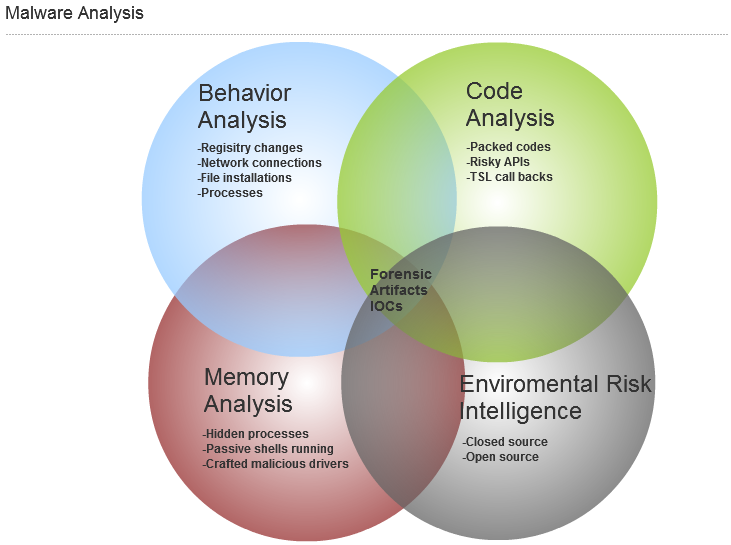 Malware Analysis
Behavior
Analysis
-Regisitry changes
-Network connections
-File installations
-Processes
Code
Analysis
-Packed codes
-Risky APIs
-TSL call backs
Forensic
Artifacts
IOCs
Memory
Analysis
-Hidden processes
-Passive shells running
-Crafted malicious drivers
Enviromental Risk
Intelligence
-Closed source
-Open source